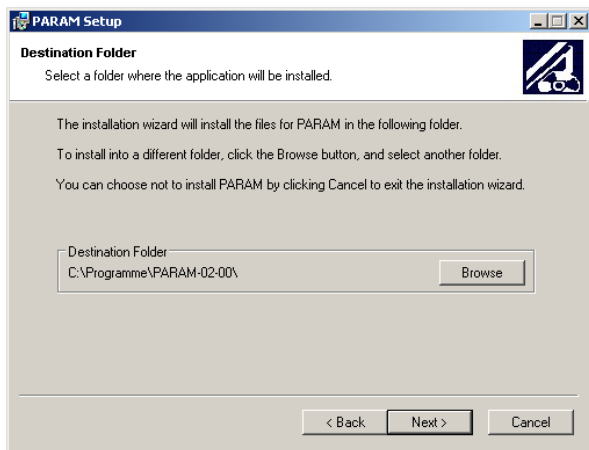 PARAM Setup
Destination Folder
Select a folder where the application will be installed.
The installation wizard will install the files for PARAM in the following folder.
To install into a different folder, click the Browse button, and select another folder.
You can choose not to install PARAM by clicking Cancel to exit the installation wizard.
Destination Folder
C:\Programme\PARAM-02-00\
Browse
< Back
Next >
Cancel